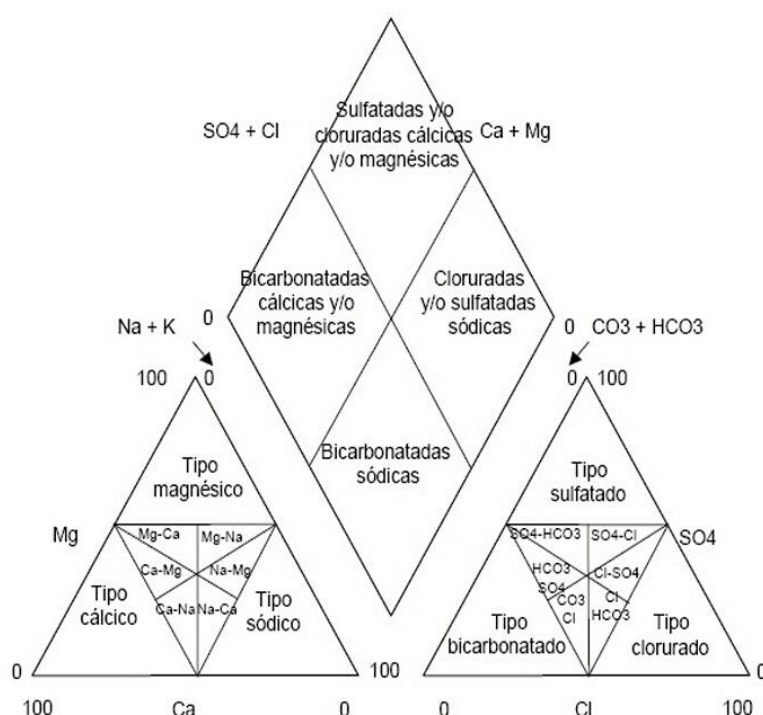 Sulfatadas y/o
cloruradas cálcicas
y/o magnésicas
SO4 + Cl
Ca + Mg
Bicarbonatadas
cálcicas y/o
magnésicas
Cloruradas
y/o sulfatadas
sódicas
0
0
Na + K
CO3 + HCO3
100
0
0
100
Bicarbonatadas
sódicas
Tipo
magnésico
Tipo
sulfatado
Mg
Mg-Ca
Mg-Na
SO4-HCO3
SO4-Cl
SO4
Ca-Mg
Na-Mg
HCO3
SO4
Cl-SO4
Ca-Na
Na-Ca
CO3
Cl
Cl
HCO3
Tipo
cálcico
Tipo
sódico
Tipo
bicarbonatado
Tipo
clorurado
0
100
0
100
Ca
0
0
Cl
100